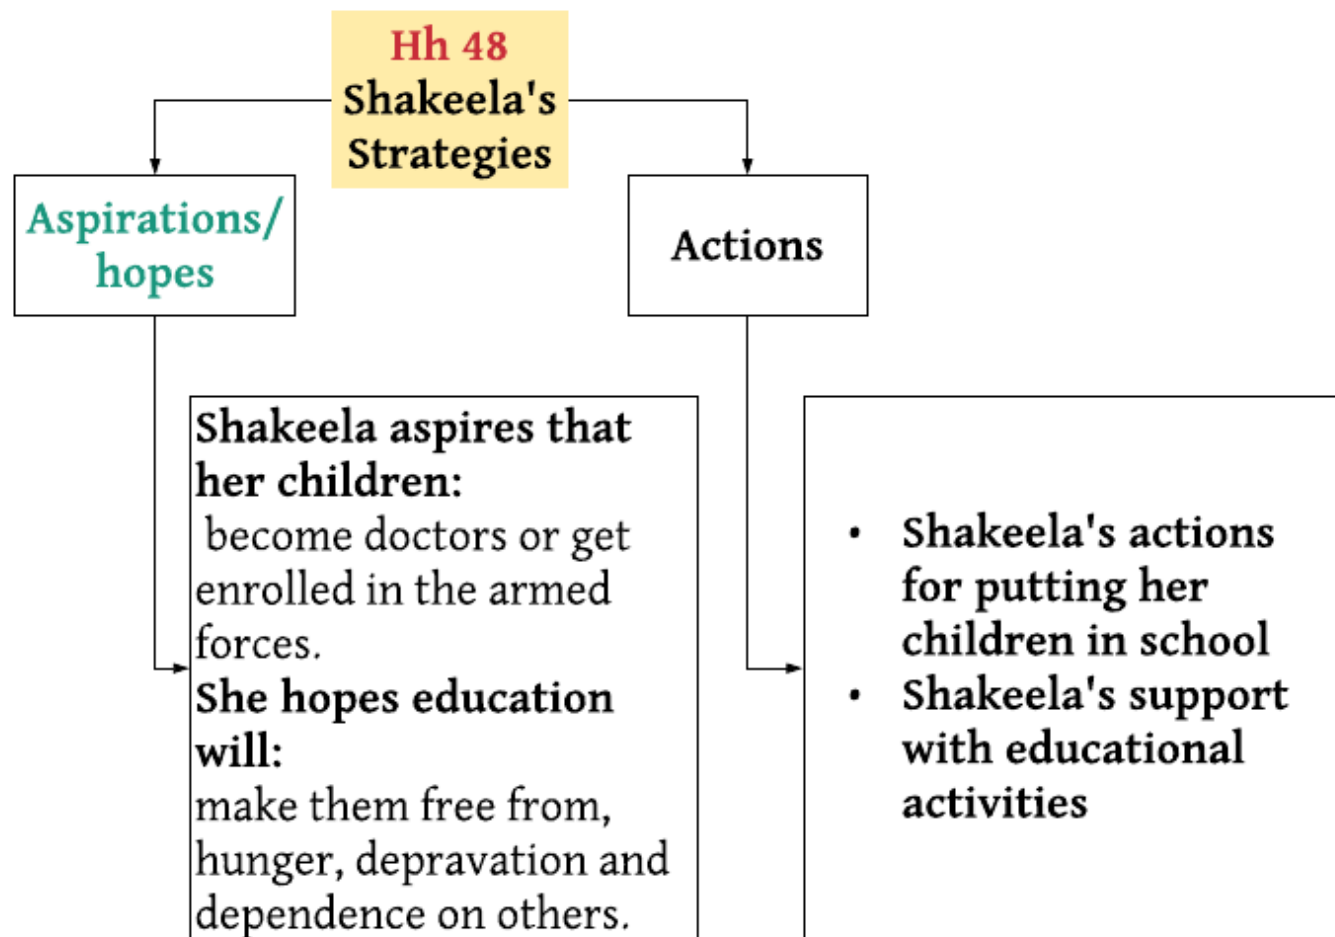 Hh 48
Shakeela's
Strategies
Aspirations/
hopes
Actions
Shakeela aspires that
her children:
become doctors or get
enrolled in the armed
forces.
She hopes education
will:
make them free from,
hunger, depravation and
dependence on others.
• Shakeela's actions
for putting her
children in school
• Shakeela's support
with educational
activities